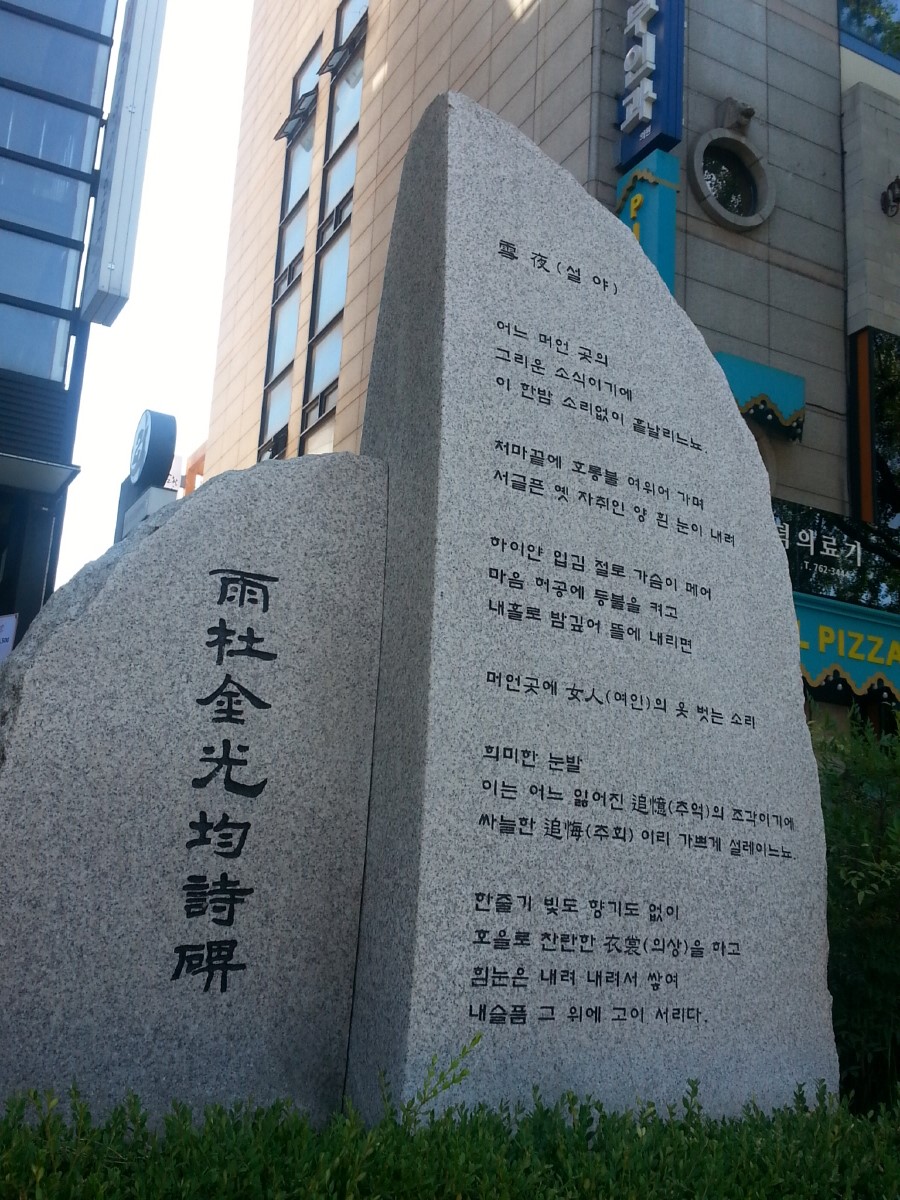 雪夜(설야)
어느 머언 곳의
그리운 소식이기에
이 한밤 소리없이 흩날리느뇨.
처마끝에 호롱불 여위어 가며
서글픈 옛 자취인 양 흰 눈이 내려
하이얀 입김 절로 가슴이 메어
마음 허공에 등불을 켜고
내홀로 밤깊어 뜰에 내리면
머언곳에 女人(여인)의 옷 벗는 소리
희미한 눈발
이는 어느 잃어진 追憶(추억)의 조각이기에
싸늘한 追悔(추회) 이리 가쁘게 설레이느뇨.
한줄기 빛도 향기도 없이
호올로 찬란한 衣裳(의상)을 하고
흰눈은 내려 내려서 쌓여
내슬픔 그 위에 고이 서리다.
雨杜金光均詩碑
부외과
의료기
T. 762-3444
PIZZA